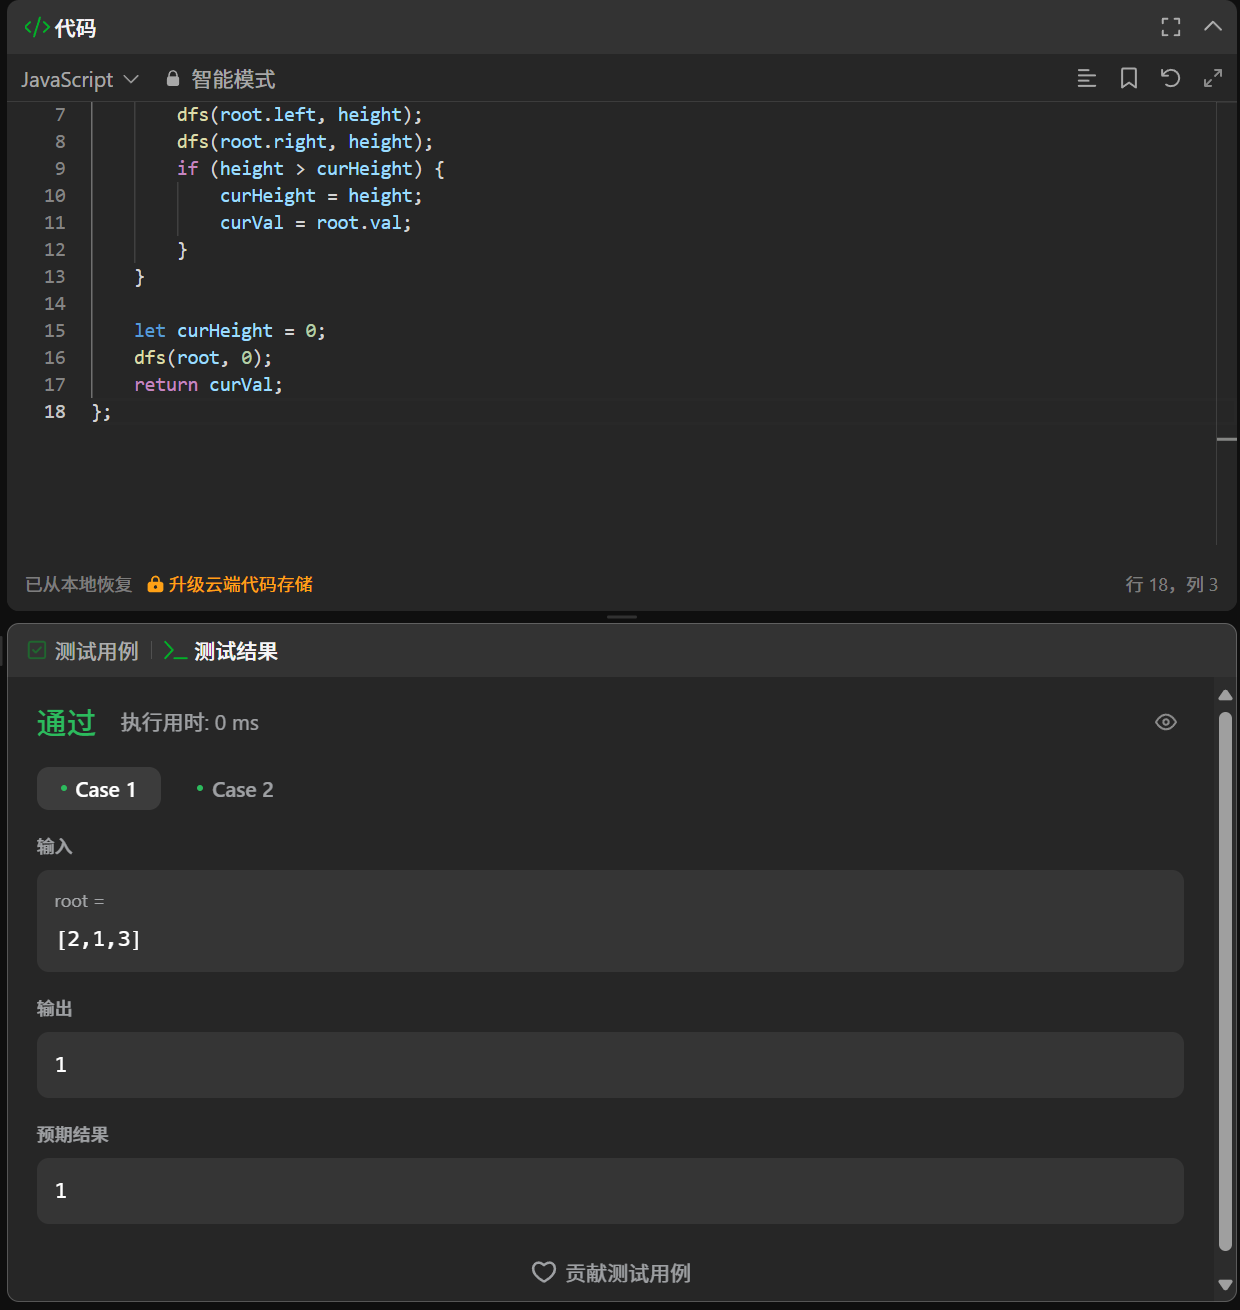 </> 代码
JavaScript 智能模式
7 dfs(root.left, height);
8 dfs(root.right, height);
9 if (height > curHeight) {
10 curHeight = height;
11 curVal = root.val;
12 }
13 }
14
15 let curHeight = 0;
16 dfs(root, 0);
17 return curVal;
18 };
已从本地恢复 升级云端代码存储 行 18，列 3
测试用例 >_ 测试结果
通过 执行用时: 0 ms
• Case 1 • Case 2
输入
root =
[2,1,3]
输出
1
预期结果
1
贡献测试用例